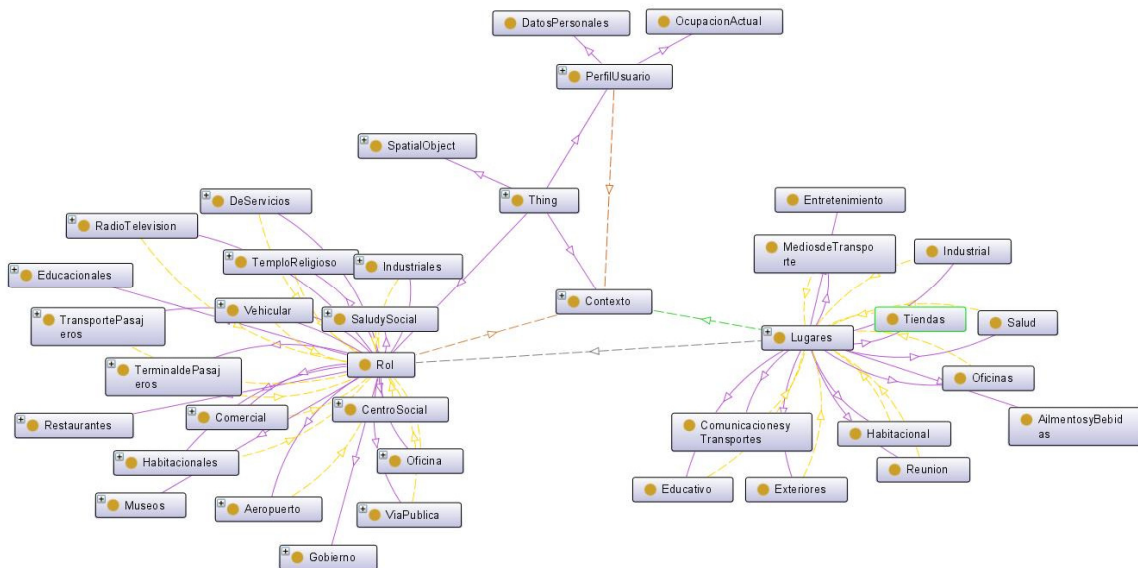 DatosPersonales
OcupacionActual
PerfilUsuario
SpatialObject
Thing
DeServicios
Entretenimiento
RadioTelevision
MediosdeTranspo
rte
Industrial
TemploReligioso
Industriales
Educacionales
Contexto
Vehicular
SaludySocial
Tiendas
Salud
TransportePasaj
eros
Lugares
Rol
TerminaldePasaj
eros
Oficinas
Restaurantes
Comercial
CentroSocial
Comunicacionesy
Transportes
Habitacional
AilmentosyBebid
as
Habitacionales
Oficina
Reunion
Museos
Aeropuerto
ViaPublica
Educativo
Exteriores
Gobierno